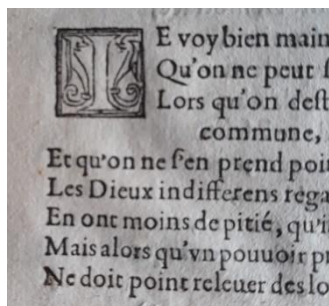 IE voy bien main
Qu'on ne peut ſ
Lors qu'on deſt
commune,
Et qu'on ne ſ'en prend poi
Les Dieux indifferens rega
En ont moins de pitié, qu'i
Mais alors qu'vn pouuoir p
Ne doit point releuer des lo